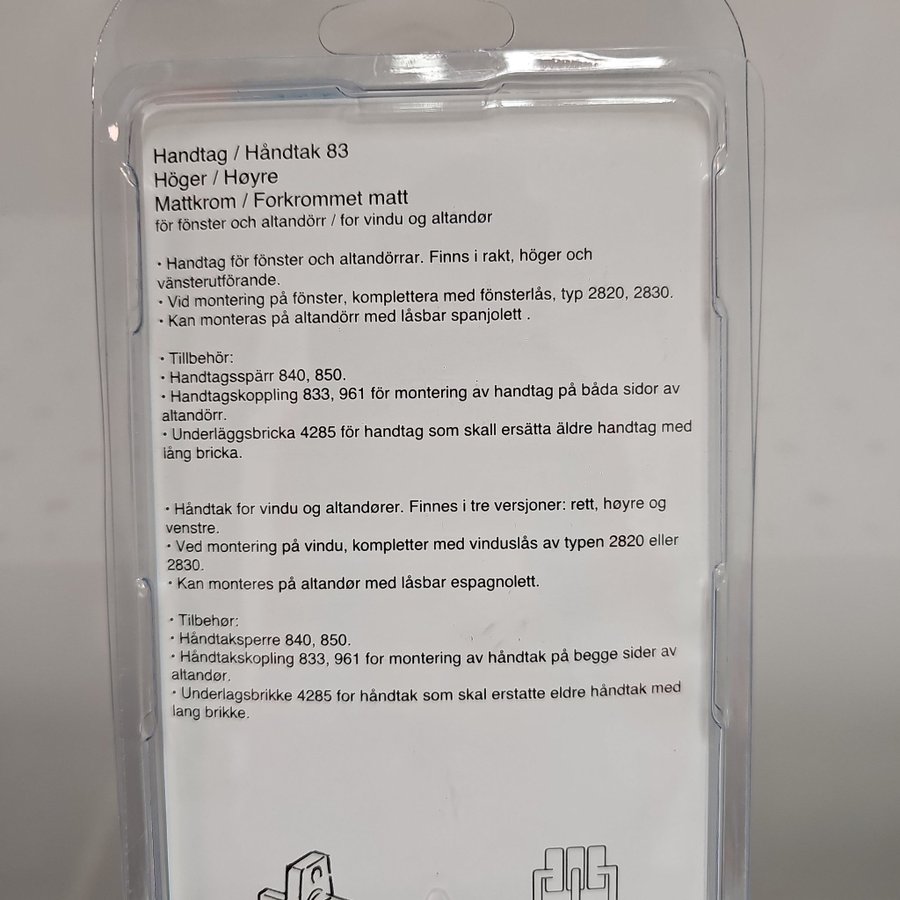 Handtag / Håndtak 83
Höger / Høyre
Mattkrom / Forkrommet matt
för fönster och altandörr / for vindu og altandør
• Handtag för fönster och altandörrar. Finns i rakt, höger och
vänsterutförande.
• Vid montering på fönster, komplettera med fönsterlås, typ 2820, 2830.
• Kan monteras på altandörr med låsbar spanjolett .
• Tillbehör:
• Handtagsspärr 840, 850.
• Handtagskoppling 833, 961 för montering av handtag på båda sidor av
altandörr.
• Underläggsbricka 4285 för handtag som skall ersätta äldre handtag med
lång bricka.
• Håndtak for vindu og altandører. Finnes i tre versjoner: rett, høyre og
venstre.
• Ved montering på vindu, kompletter med vinduslås av typen 2820 eller
2830.
• Kan monteres på altandør med låsbar espagnolett.
• Tilbehør:
• Håndtaksperre 840, 850.
• Håndtakskopling 833, 961 for montering av håndtak på begge sider av
altandør.
• Underlagsbrikke 4285 for håndtak som skal erstatte eldre håndtak med
lang brikke.